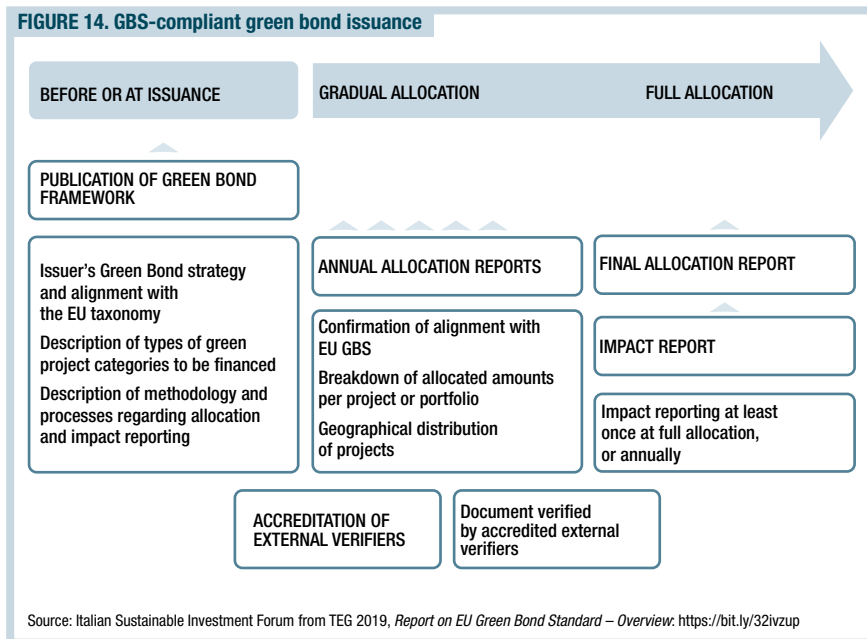 FIGURE 14. GBS-compliant green bond issuance
BEFORE OR AT ISSUANCE
GRADUAL ALLOCATION
FULL ALLOCATION
PUBLICATION OF GREEN BOND
FRAMEWORK
Issuer's Green Bond strategy
and alignment with
the EU taxonomy
Description of types of green
project categories to be financed
Description of methodology and
processes regarding allocation
and impact reporting
ANNUAL ALLOCATION REPORTS
Confirmation of alignment with
EU GBS
Breakdown of allocated amounts
per project or portfolio
Geographical distribution
of projects
FINAL ALLOCATION REPORT
IMPACT REPORT
Impact reporting at least
once at full allocation,
or annually
ACCREDITATION OF
EXTERNAL VERIFIERS
Document verified
by accredited external
verifiers
Source: Italian Sustainable Investment Forum from TEG 2019, Report on EU Green Bond Standard – Overview: https://bit.ly/32ivzup